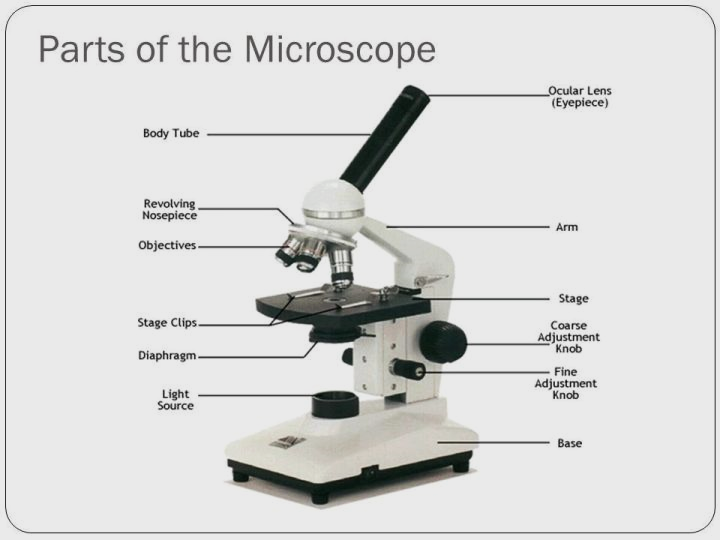 Parts of the Microscope
Ocular Lens
(Eyepiece)
Body Tube
Revolving
Nosepiece
Arm
Objectives
Stage
Stage Clips
Coarse
Adjustment
Knob
Diaphragm
Fine
Adjustment
Knob
Light
Source
Base